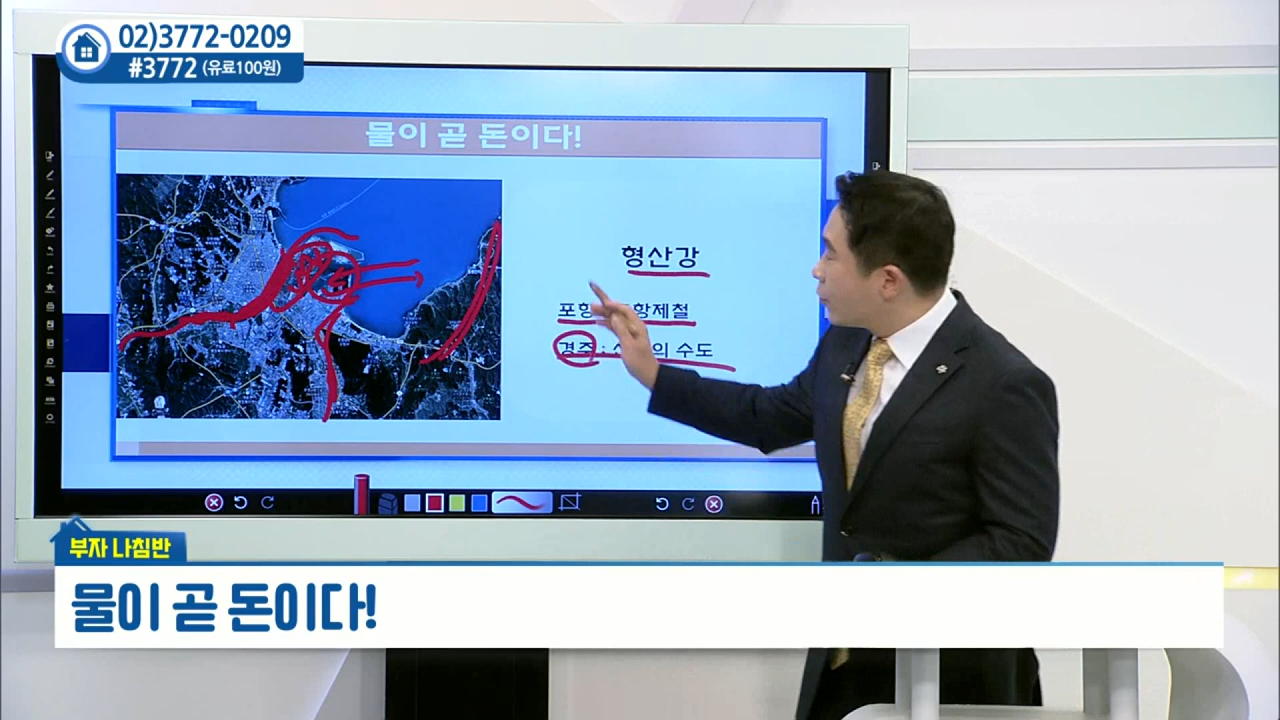 02)3772-0209
#3772 (유료100원)
물이 곧 돈이다!
형산강
포항 항제철
경주 : 의 수도
부자 나침반
물이 곧 돈이다!